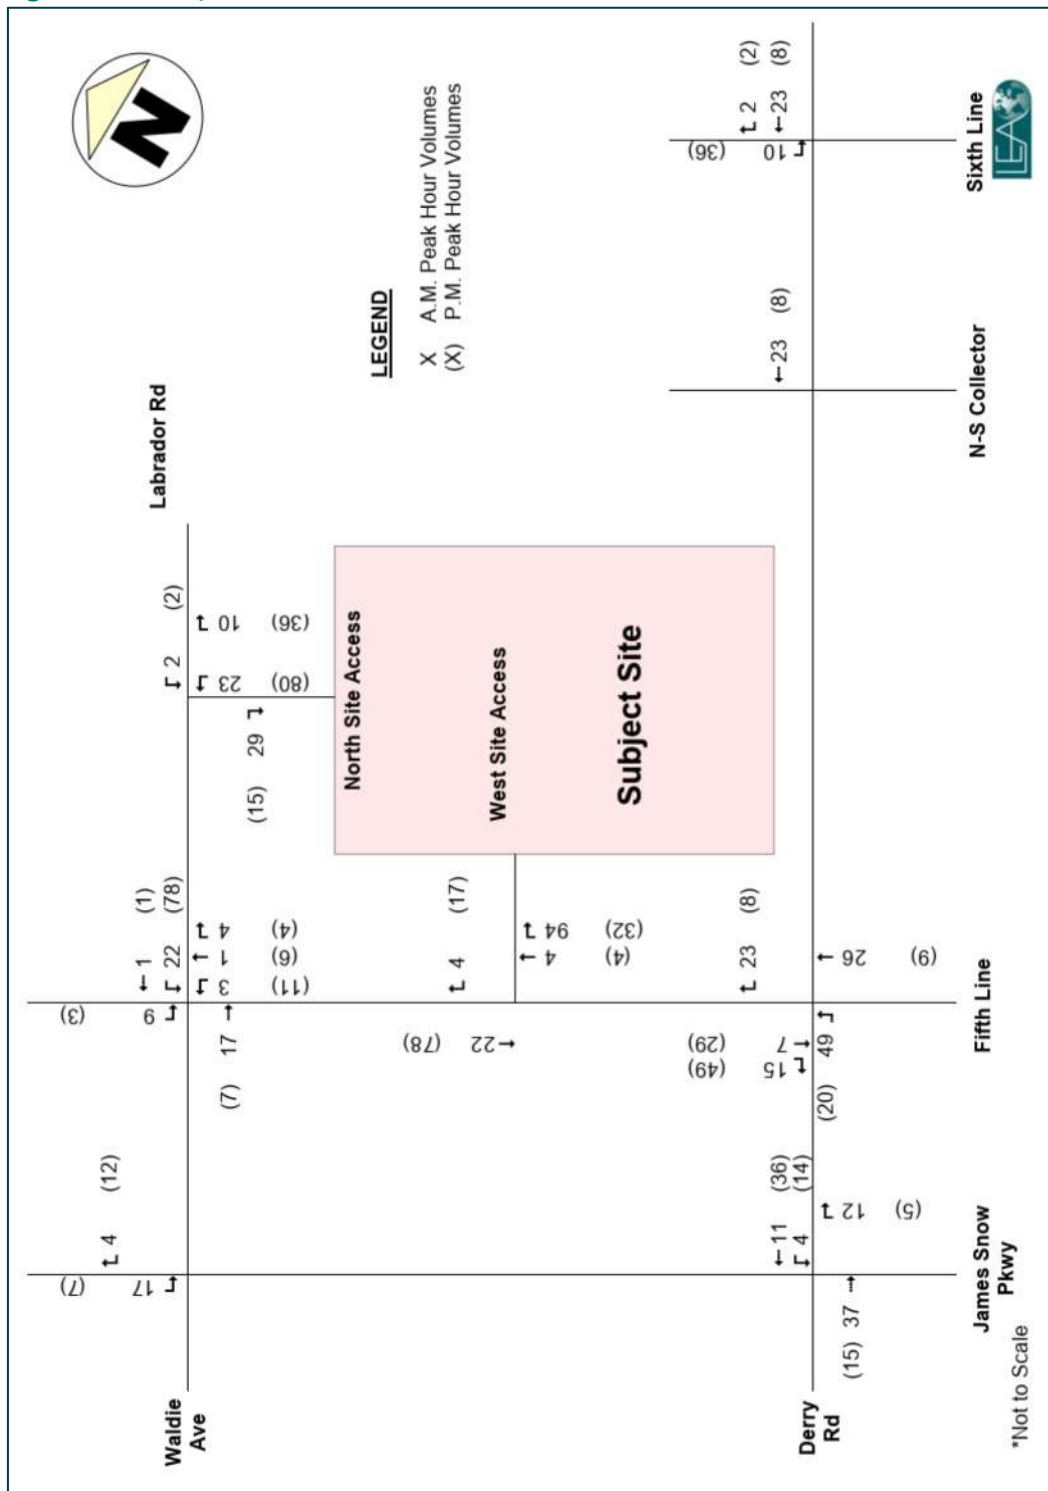 Waldie
Ave
Labrador Rd
(7)
17
4 (12)
(3)
9
1 (1)
22 (78)
2 (2)
(7) 17
3
1
4
(11)
(6)
(4)
(15) 29
23
10
(80)
(36)
North Site Access
LEGEND
X A.M. Peak Hour Volumes
(X) P.M. Peak Hour Volumes
West Site Access
Subject Site
4 (17)
(78)
22
4
94
(4)
(32)
11 (36)
4 (14)
(49)
(29)
15
7
23 (8)
23 (8)
(36)
10
2 (2)
23 (8)
(15) 37
12
(5)
(20) 49
26
(9)
Derry
Rd
James Snow
Pkwy
Fifth Line
N-S Collector
Sixth Line
*Not to Scale
N
LEA